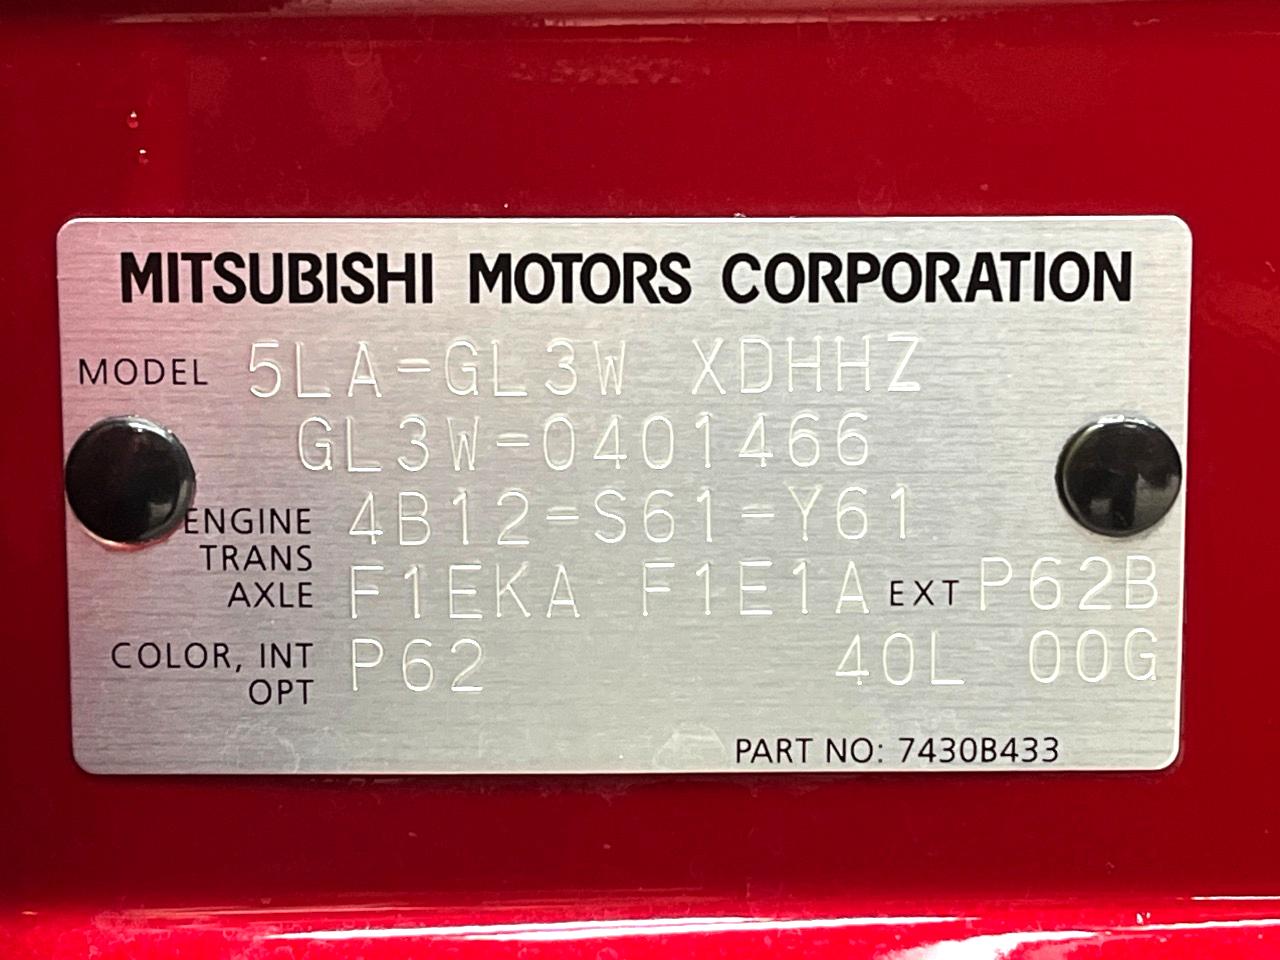 MITSUBISHI MOTORS CORPORATION
MODEL 5LA-GL3W XDHHZ
GL3W-0401466
ENGINE 4B12-S61-Y61
TRANS
AXLE F1EKA F1E1A EXT P62B
COLOR, INT P62 40L 00G
OPT
PART NO: 7430B433